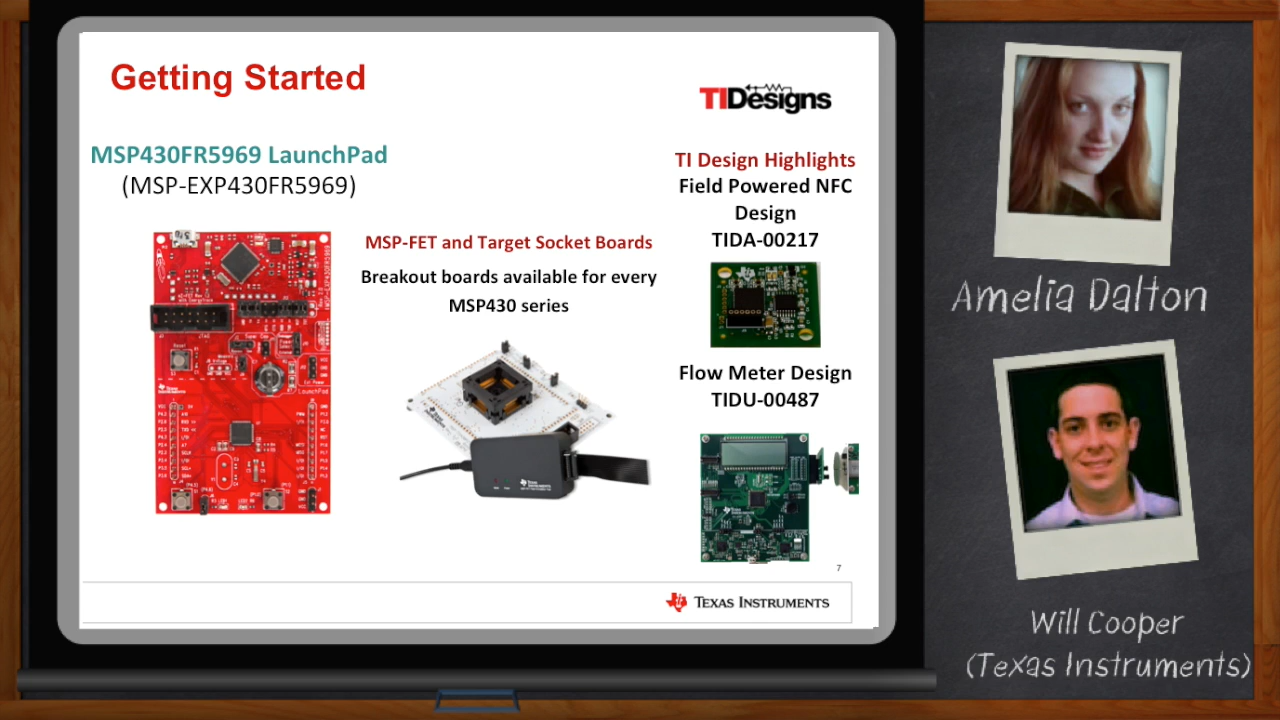 Getting Started
TIDesigns
MSP430FR5969 LaunchPad
(MSP-EXP430FR5969)
MSP-FET and Target Socket Boards
Breakout boards available for every
MSP430 series
TI Design Highlights
Field Powered NFC
Design
TIDA-00217
Flow Meter Design
TIDU-00487
7
TEXAS INSTRUMENTS
Amelia Dalton
Will Cooper
(Texas Instruments)